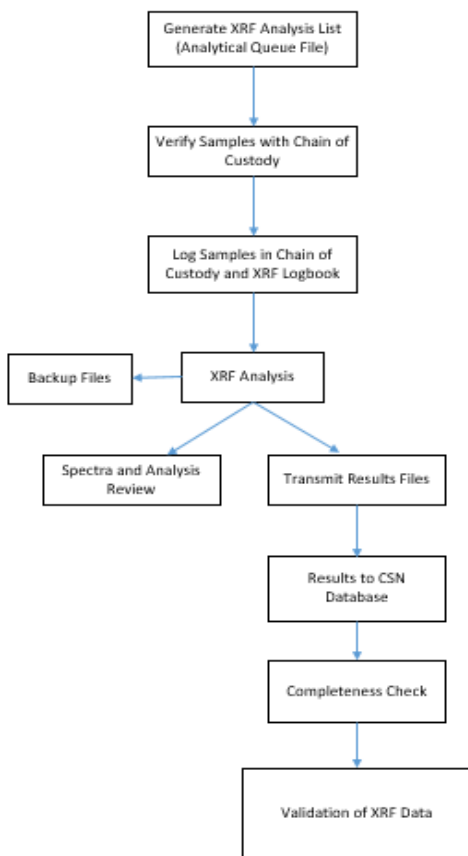 Generate XRF Analysis List
(Analytical Queue File)
Verify Samples with Chain of
Custody
Log Samples in Chain of
Custody and XRF Logbook
Backup Files
XRF Analysis
Spectra and Analysis
Review
Transmit Results Files
Results to CSN
Database
Completeness Check
Validation of XRF Data